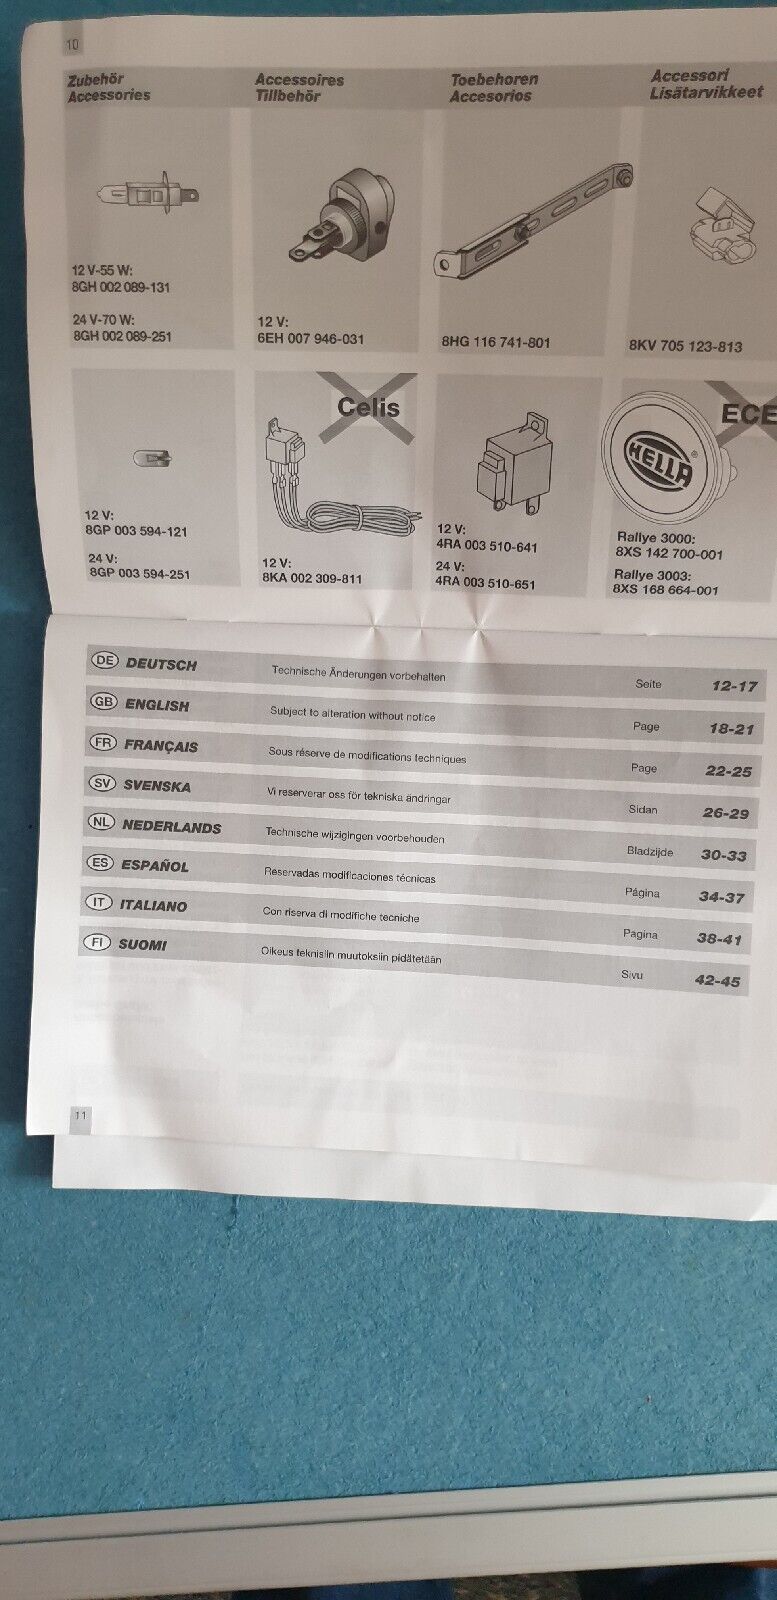 10
Zubehör
Accessories
Accessoires
Tillbehör
Toebehoren
Accesorios
Accessori
Lisätarvikkeet
12 V-55 W:
8GH 002 089-131
24 V-70 W:
8GH 002 089-251
12 V:
6EH 007 946-031
8HG 116 741-801
8KV 705 123-813
12 V:
8GP 003 594-121
24 V:
8GP 003 594-251
Celis
12 V:
8KA 002 309-811
12 V:
4RA 003 510-641
24 V:
4RA 003 510-651
ECE
HELLA ®
Rallye 3000:
8XS 142 700-001
Rallye 3003:
8XS 168 664-001
DE DEUTSCH Technische Änderungen vorbehalten Seite 12-17
GB ENGLISH Subject to alteration without notice Page 18-21
FR FRANÇAIS Sous réserve de modifications techniques Page 22-25
SV SVENSKA Vi reserverar oss för tekniska ändringar Sidan 26-29
NL NEDERLANDS Technische wijzigingen voorbehouden Bladzijde 30-33
ES ESPAÑOL Reservadas modificaciones técnicas Página 34-37
IT ITALIANO Con riserva di modifiche tecniche Pagina 38-41
FI SUOMI Oikeus teknisiin muutoksiin pidätetään Sivu 42-45
11